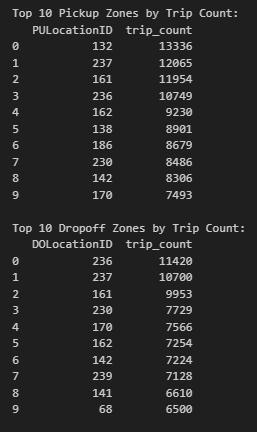 Top 10 Pickup Zones by Trip Count:
PULocationID trip_count
0 132 13336
1 237 12065
2 161 11954
3 236 10749
4 162 9230
5 138 8901
6 186 8679
7 230 8486
8 142 8306
9 170 7493
Top 10 Dropoff Zones by Trip Count:
DOLocationID trip_count
0 236 11420
1 237 10700
2 161 9953
3 230 7729
4 170 7566
5 162 7254
6 142 7224
7 239 7128
8 141 6610
9 68 6500